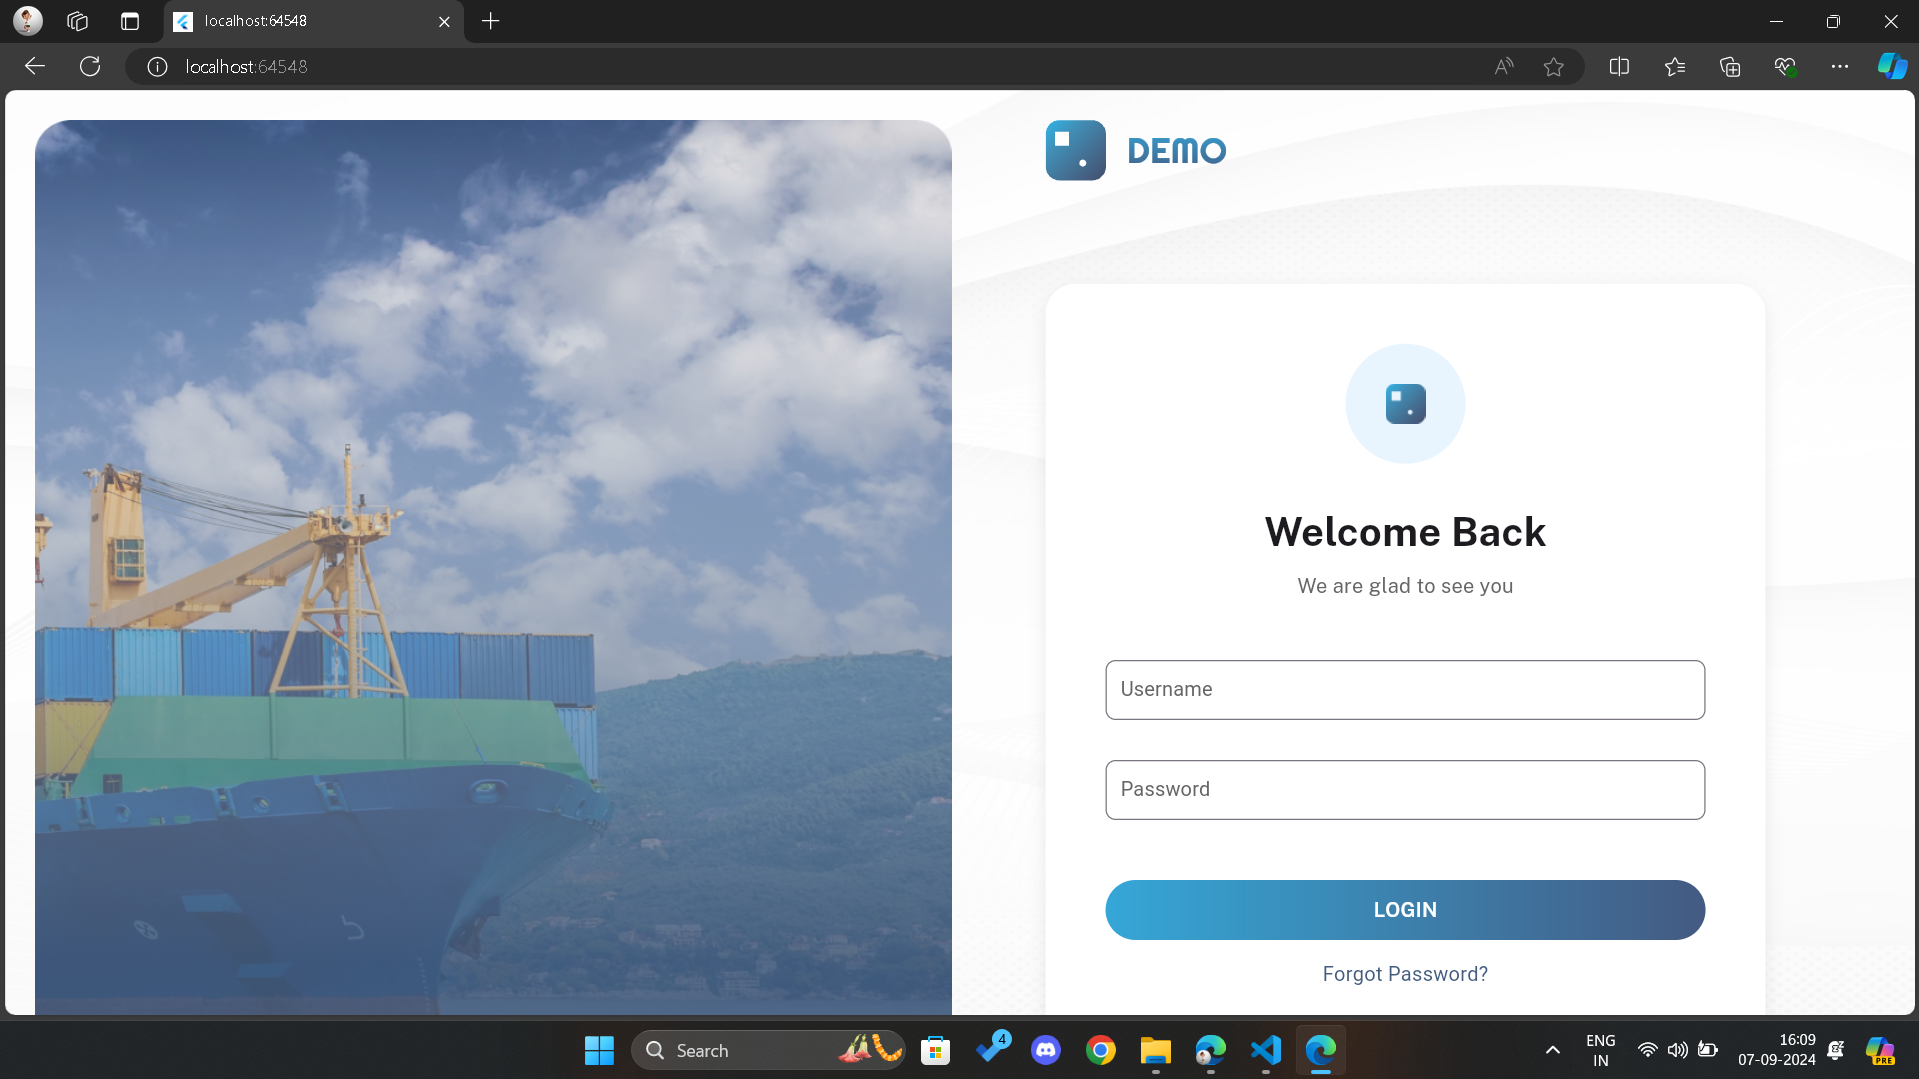 localhost:64548
localhost:64548
DEMO
Welcome Back
We are glad to see you
Username
Password
LOGIN
Forgot Password?
Search
4
ENG
IN
16:09
07-09-2024
PRE